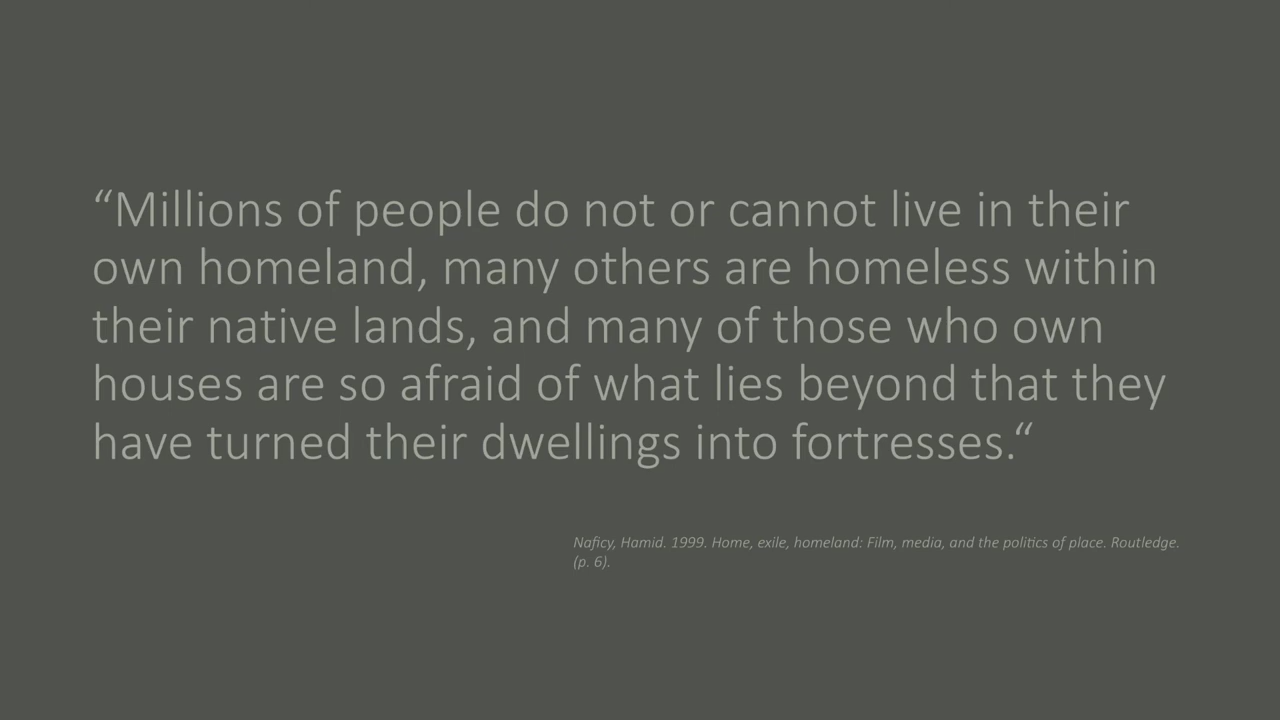 “Millions of people do not or cannot live in their
own homeland, many others are homeless within
their native lands, and many of those who own
houses are so afraid of what lies beyond that they
have turned their dwellings into fortresses.“
Naficy, Hamid. 1999. Home, exile, homeland: Film, media, and the politics of place. Routledge.
(p. 6).